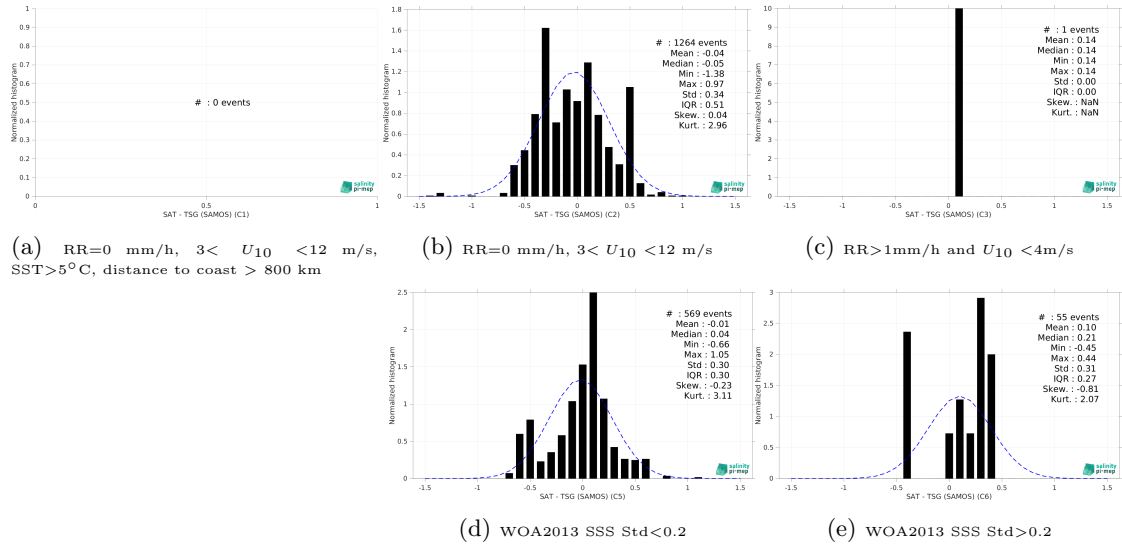 1
0.9
0.8
0.7
0.6
0.5
0.4
0.3
0.2
0.1
0
Normalized histogram
# : 0 events
salinity
pi-mep
0 0.5 1
SAT - TSG (SAMOS) (C1)
(a) RR=0 mm/h, 3< U10 <12 m/s,
SST>5°C, distance to coast > 800 km
1.8
1.6
1.4
1.2
1
0.8
0.6
0.4
0.2
0
Normalized histogram
# : 1264 events
Mean : -0.04
Median : -0.05
Min : -1.38
Max : 0.97
Std : 0.34
IQR : 0.51
Skew. : 0.04
Kurt. : 2.96
salinity
pi-mep
-1.5 -1 -0.5 0 0.5 1 1.5
SAT - TSG (SAMOS) (C2)
(b) RR=0 mm/h, 3< U10 <12 m/s
10
9
8
7
6
5
4
3
2
1
0
Normalized histogram
# : 1 events
Mean : 0.14
Median : 0.14
Min : 0.14
Max : 0.14
Std : 0.00
IQR : 0.00
Skew. : NaN
Kurt. : NaN
salinity
pi-mep
-1.5 -1 -0.5 0 0.5 1 1.5
SAT - TSG (SAMOS) (C3)
(c) RR>1mm/h and U10 <4m/s
2.5
2
1.5
1
0.5
0
Normalized histogram
# : 569 events
Mean : -0.01
Median : 0.04
Min : -0.66
Max : 1.05
Std : 0.30
IQR : 0.30
Skew. : -0.23
Kurt. : 3.11
salinity
pi-mep
-1.5 -1 -0.5 0 0.5 1 1.5
SAT - TSG (SAMOS) (C5)
(d) WOA2013 SSS Std<0.2
3
2.5
2
1.5
1
0.5
0
Normalized histogram
# : 55 events
Mean : 0.10
Median : 0.21
Min : -0.45
Max : 0.44
Std : 0.31
IQR : 0.27
Skew. : -0.81
Kurt. : 2.07
salinity
pi-mep
-1.5 -1 -0.5 0 0.5 1 1.5
SAT - TSG (SAMOS) (C6)
(e) WOA2013 SSS Std>0.2